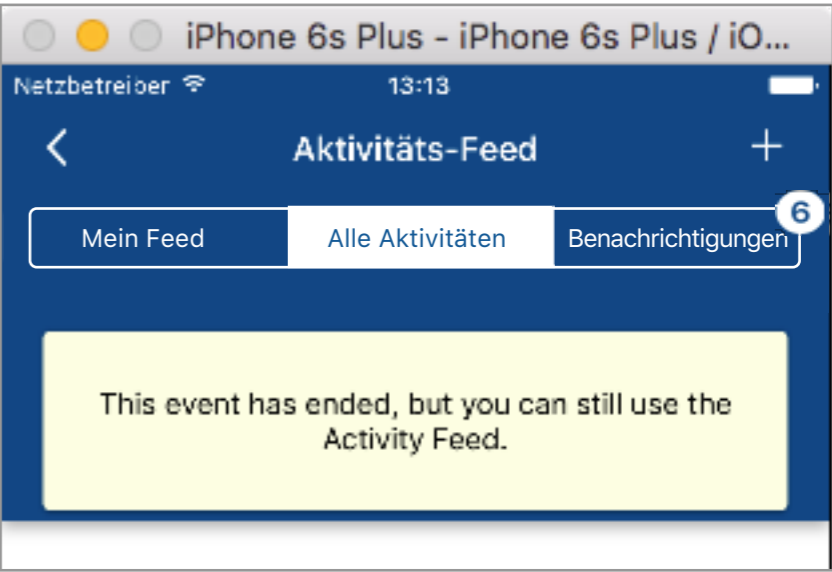 iPhone 6s Plus - iPhone 6s Plus / iO...
Netzbetreiber 13:13
Aktivitäts-Feed
Mein Feed Alle Aktivitäten Benachrichtigungen 6
This event has ended, but you can still use the
Activity Feed.